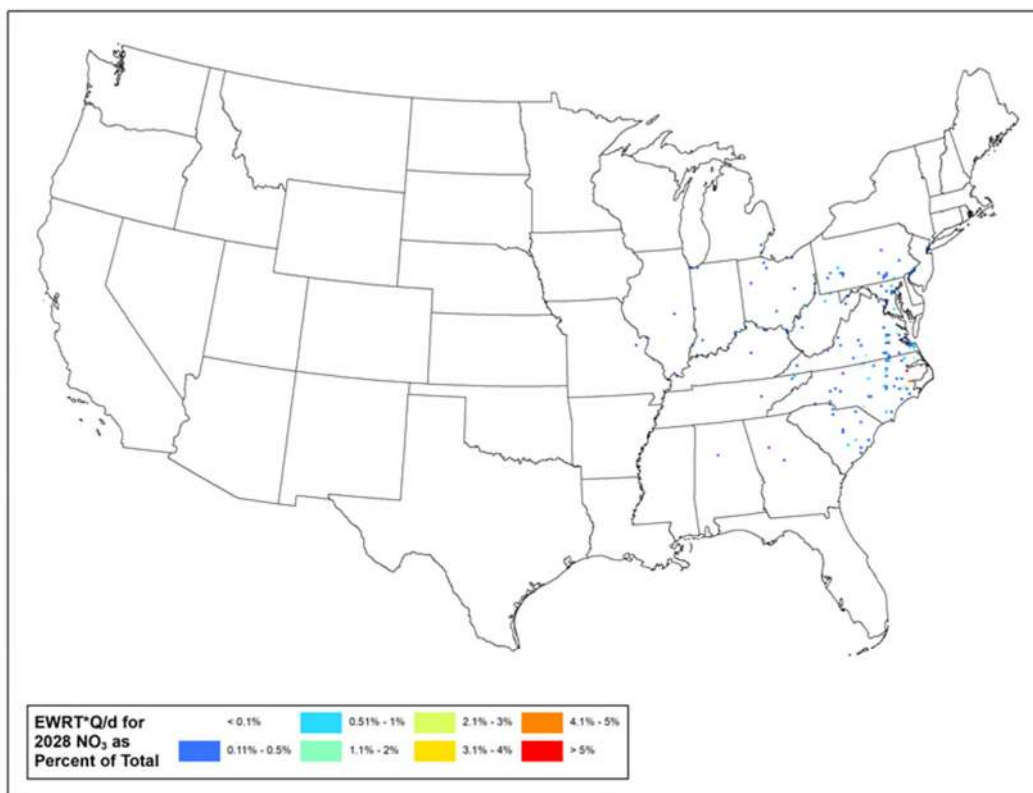 EWRT*Q/d for
2028 NO₃ as
Percent of Total
< 0.1%
0.11% - 0.5%
0.51% - 1%
1.1% - 2%
2.1% - 3%
3.1% - 4%
4.1% - 5%
> 5%